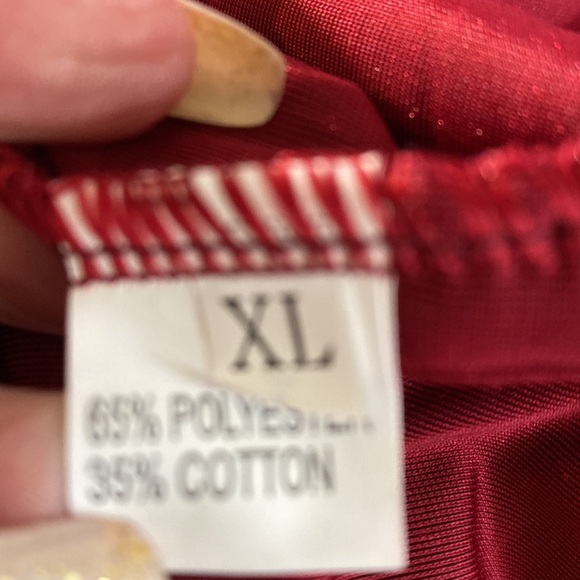 XL
65% POLYESTER
35% COTTON